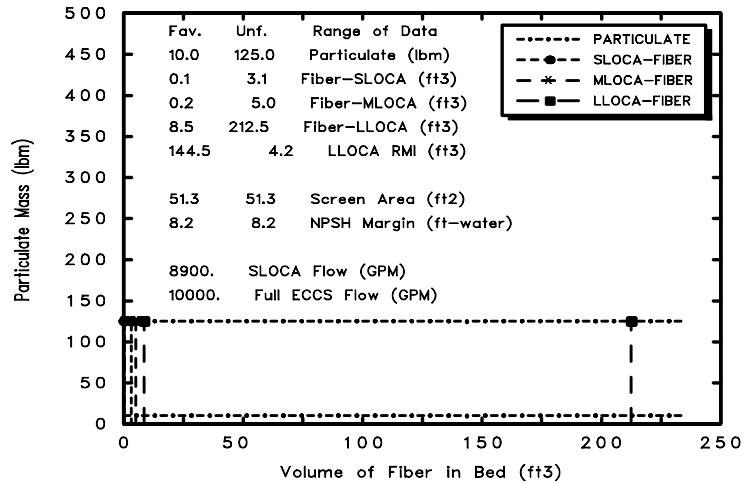 500
450
400
350
300
250
200
150
100
50
0
Particulate Mass (lbm)
Fav. Unf. Range of Data
10.0 125.0 Particulate (lbm)
0.1 3.1 Fiber-SLOCA (ft3)
0.2 5.0 Fiber-MLOCA (ft3)
8.5 212.5 Fiber-LLOCA (ft3)
144.5 4.2 LLOCA RMI (ft3)
51.3 51.3 Screen Area (ft2)
8.2 8.2 NPSH Margin (ft-water)
8900. SLOCA Flow (GPM)
10000. Full ECCS Flow (GPM)
PARTICULATE
SLOCA-FIBER
MLOCA-FIBER
LLOCA-FIBER
0 50 100 150 200 250
Volume of Fiber in Bed (ft3)